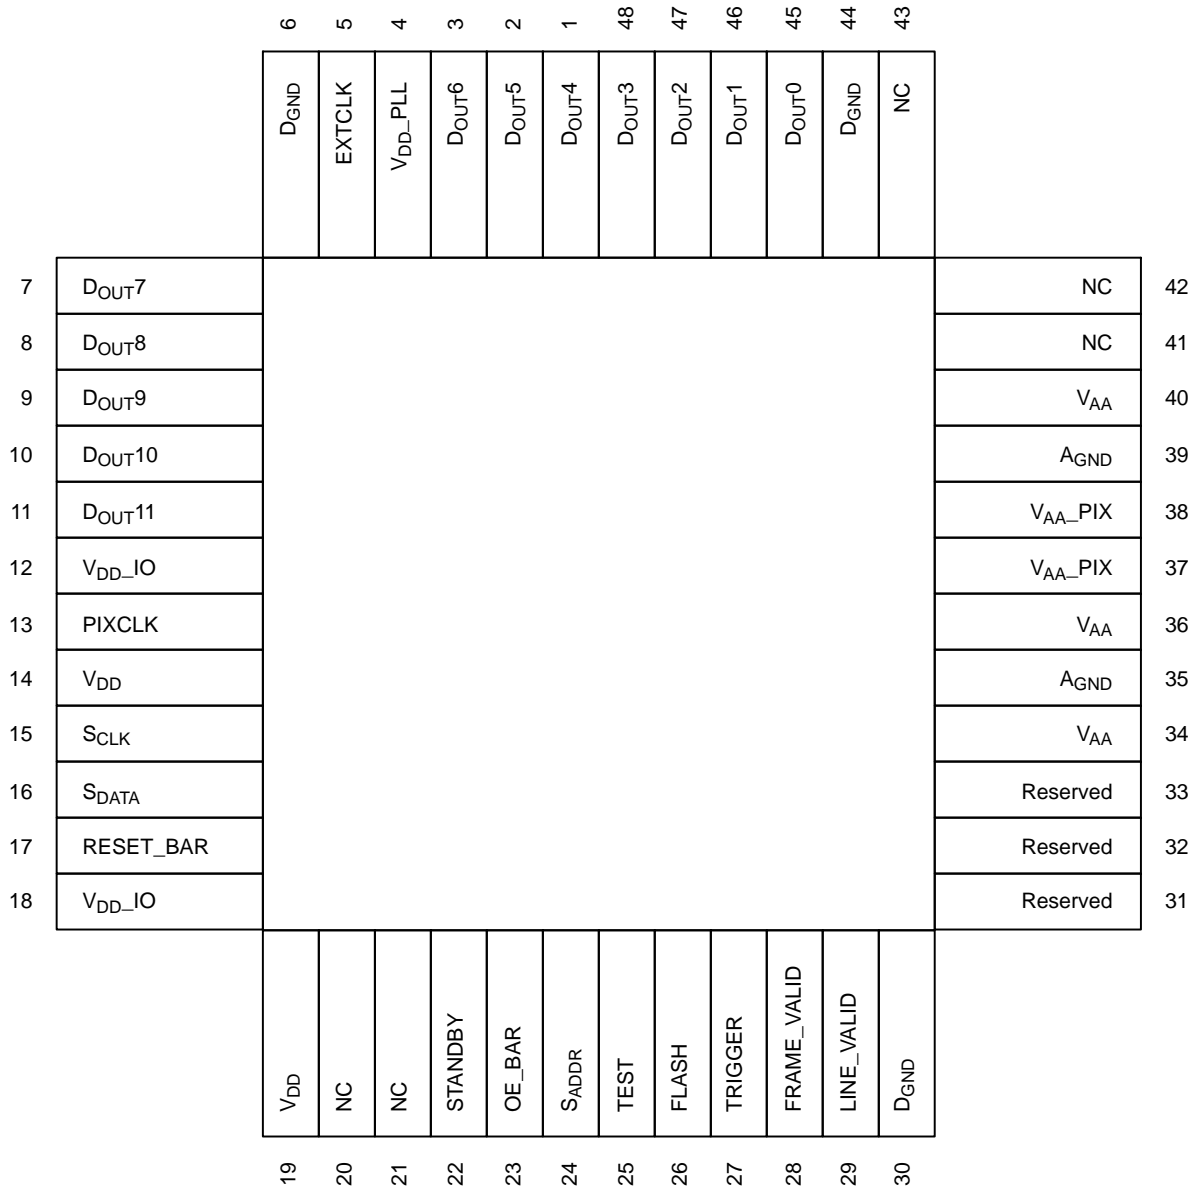 6 5 4 3 2 1 48 47 46 45 44 43
DGND
EXTCLK
VDD_PLL
DOUT6
DOUT5
DOUT4
DOUT3
DOUT2
DOUT1
DOUT0
DGND
NC
7 DOUT7
8 DOUT8
9 DOUT9
10 DOUT10
11 DOUT11
12 VDD_IO
13 PIXCLK
14 VDD
15 SCLK
16 SDATA
17 RESET_BAR
18 VDD_IO
NC 42
NC 41
VAA 40
AGND 39
VAA_PIX 38
VAA_PIX 37
VAA 36
AGND 35
VAA 34
Reserved 33
Reserved 32
Reserved 31
VDD
NC
NC
STANDBY
OE_BAR
SADDR
TEST
FLASH
TRIGGER
FRAME_VALID
LINE_VALID
DGND
19 20 21 22 23 24 25 26 27 28 29 30